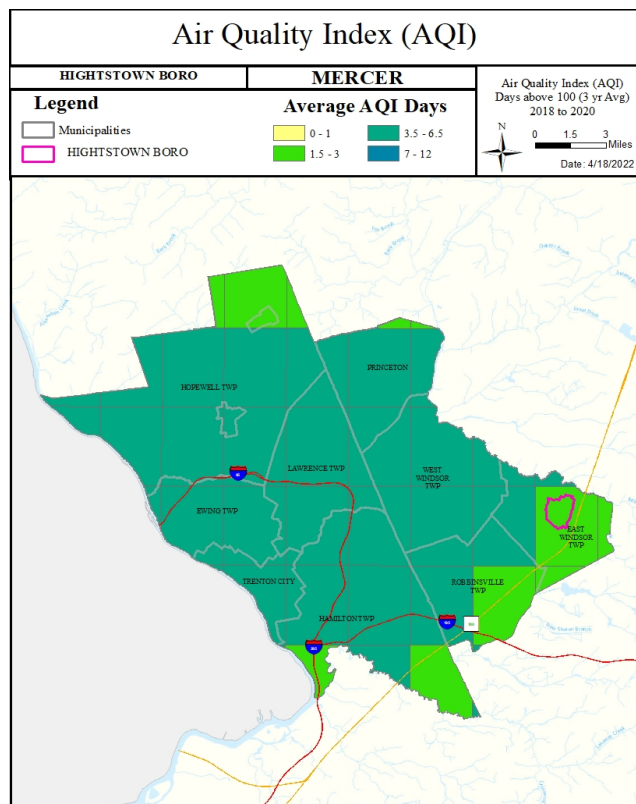 Air Quality Index (AQI)
HIGHTSTOWN BORO
MERCER
Legend
Municipalities
HIGHTSTOWN BORO
Average AQI Days
0 - 1
3.5 - 6.5
1.5 - 3
7 - 12
Air Quality Index (AQI)
Days above 100 (3 yr Avg)
2018 to 2020
N
0 1.5 3
Miles
Date: 4/18/2022
PRINCETON
HOPEWELL TWP
LAWRENCE TWP
WEST
WINDSOR
TWP
EWING TWP
EAST
WINDSOR
TWP
TRENTON CITY
ROBBINSVILLE
TWP
HAMILTON TWP